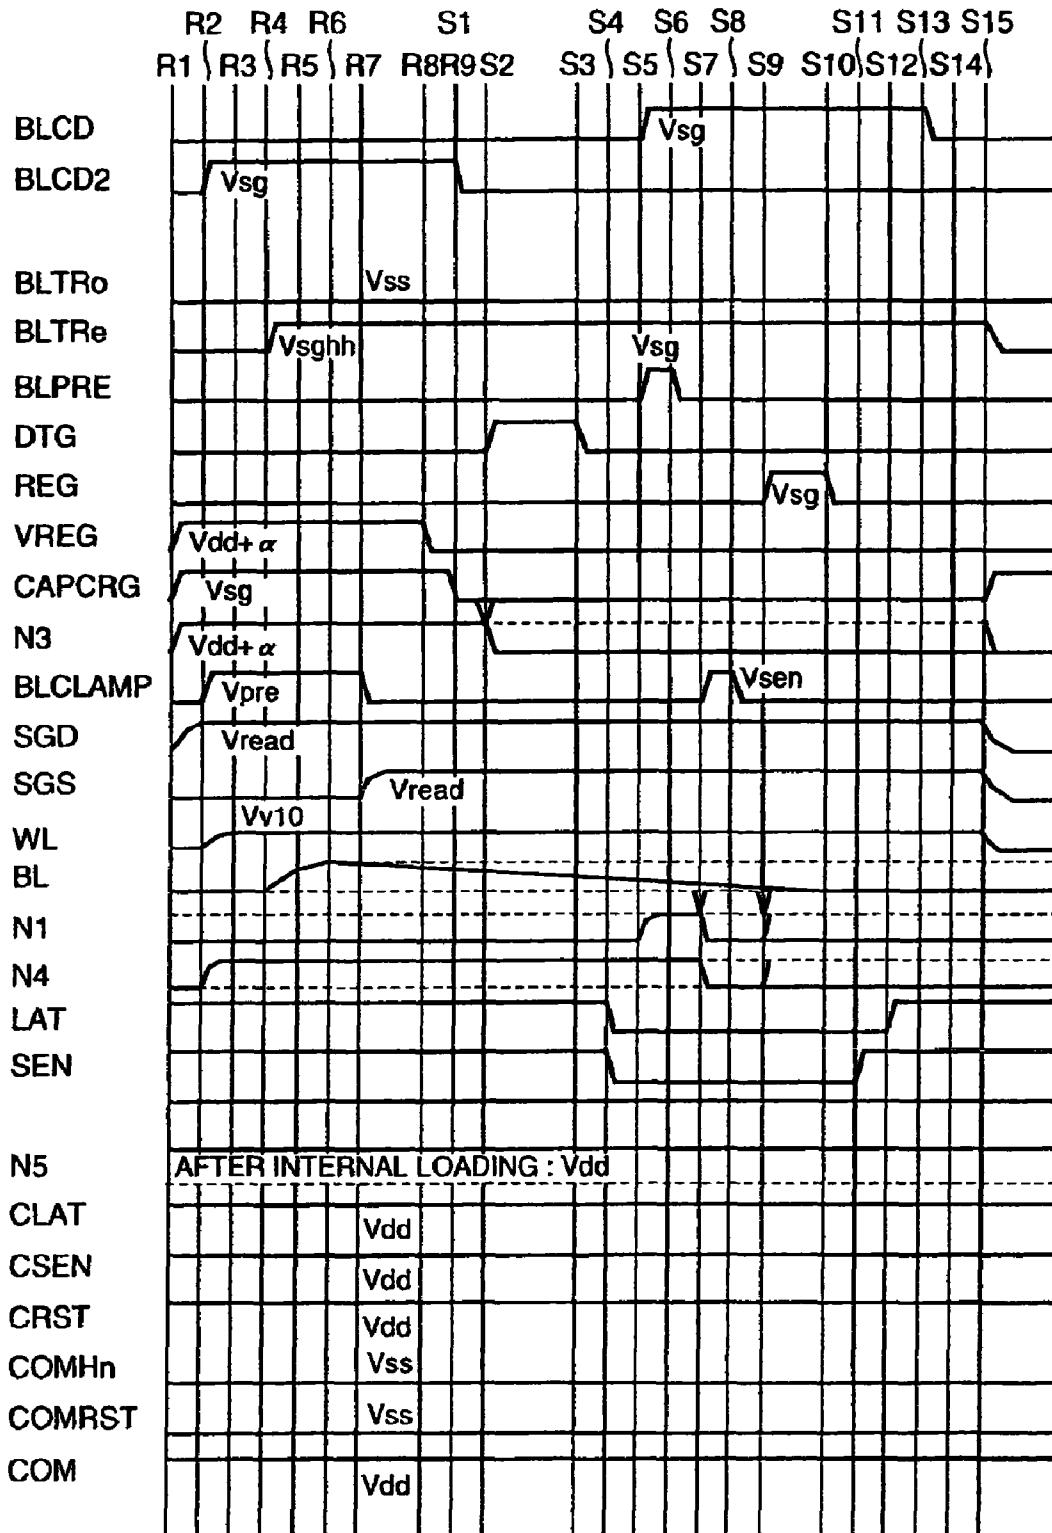 R2 R4 R6 S1 S4 S6 S8 S11 S13 S15
R1 R3 R5 R7 R8 R9 S2 S3 S5 S7 S9 S10 S12 S14
BLCD Vsg
BLCD2 Vsg
BLTRo Vss
BLTRe Vsghh Vsg
BLPRE
DTG
REG Vsg
VREG Vdd+α
CAPCRG Vsg
N3 Vdd+α
BLCLAMP Vpre Vsen
SGD Vread
SGS Vread
Vv10
WL
BL
N1
N4
LAT
SEN
N5 AFTER INTERNAL LOADING : Vdd
CLAT Vdd
CSEN Vdd
CRST Vdd
COMHn Vss
COMRST Vss
COM Vdd